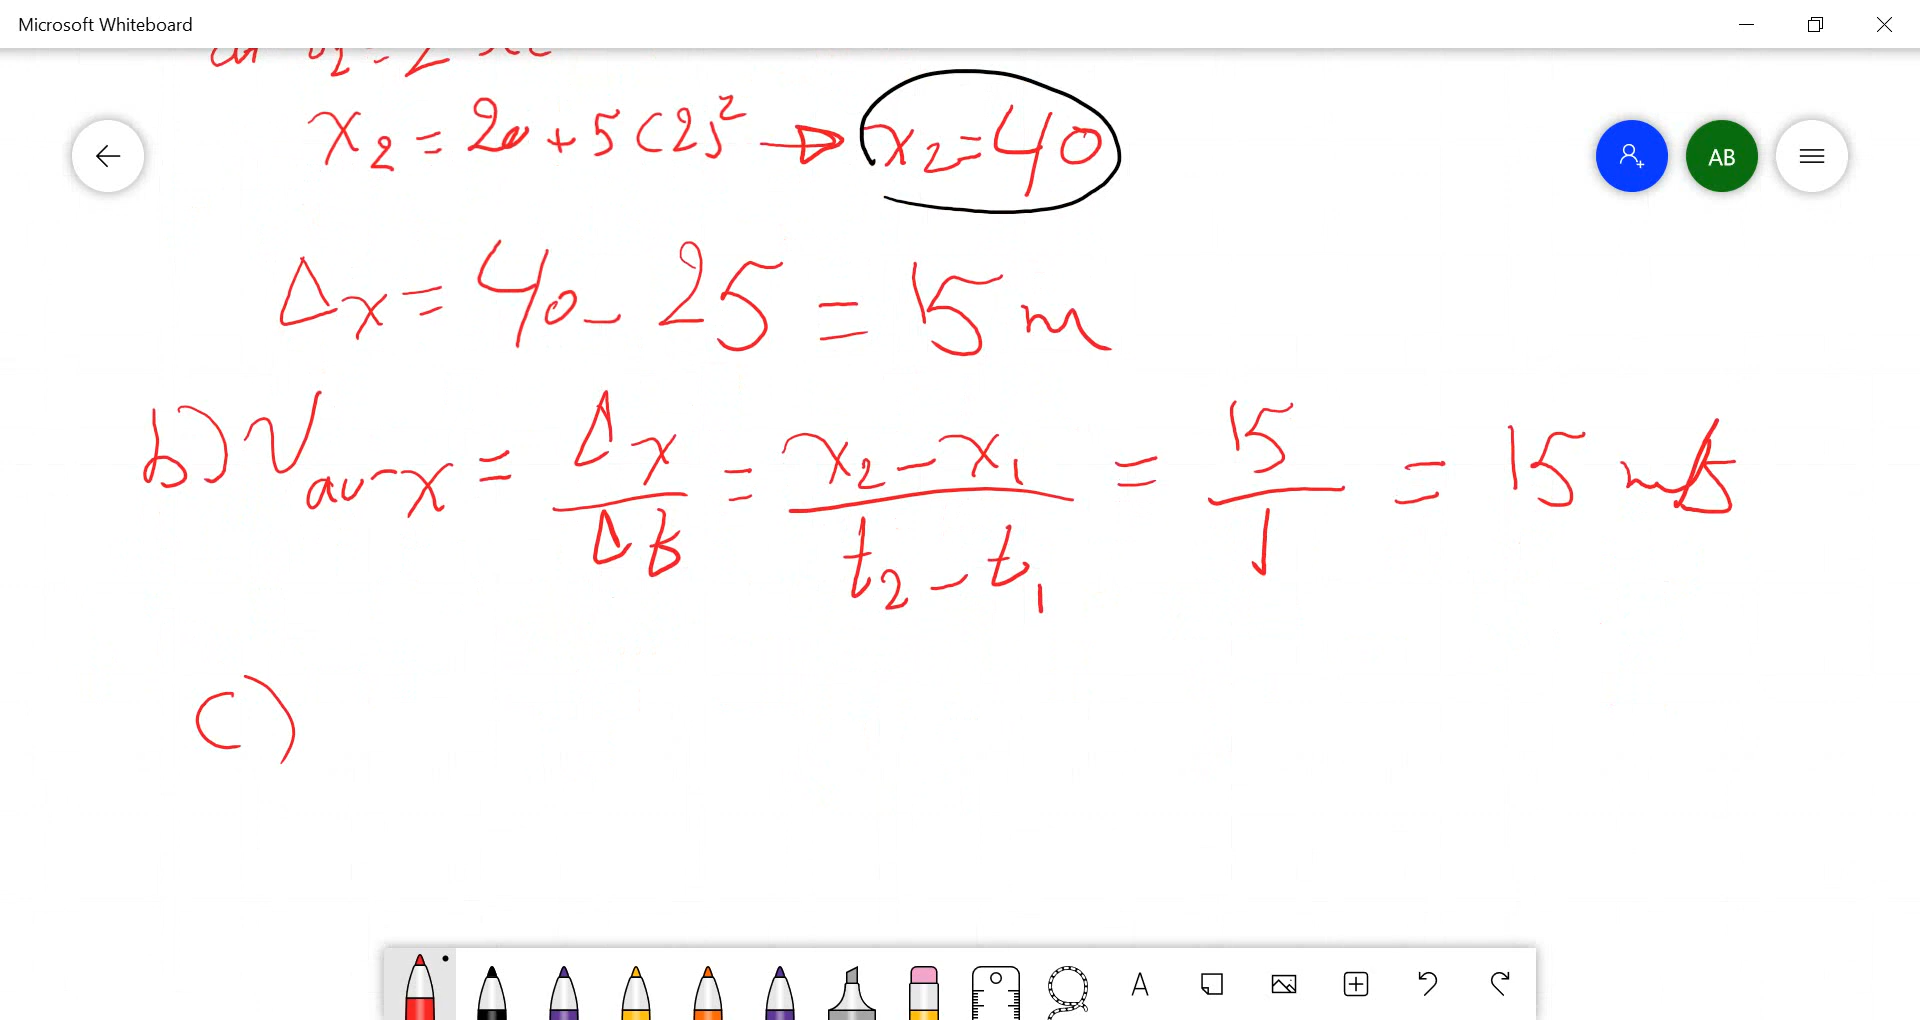 Microsoft Whiteboard
x₂ = 20 + 5 (2)² → x₂ = 40
AB
Δx = 40 - 25 = 15 m
b) V av-x = Δx/Δt = (x₂ - x₁)/(t₂ - t₁) = 15/1 = 15 m/s
c)
A